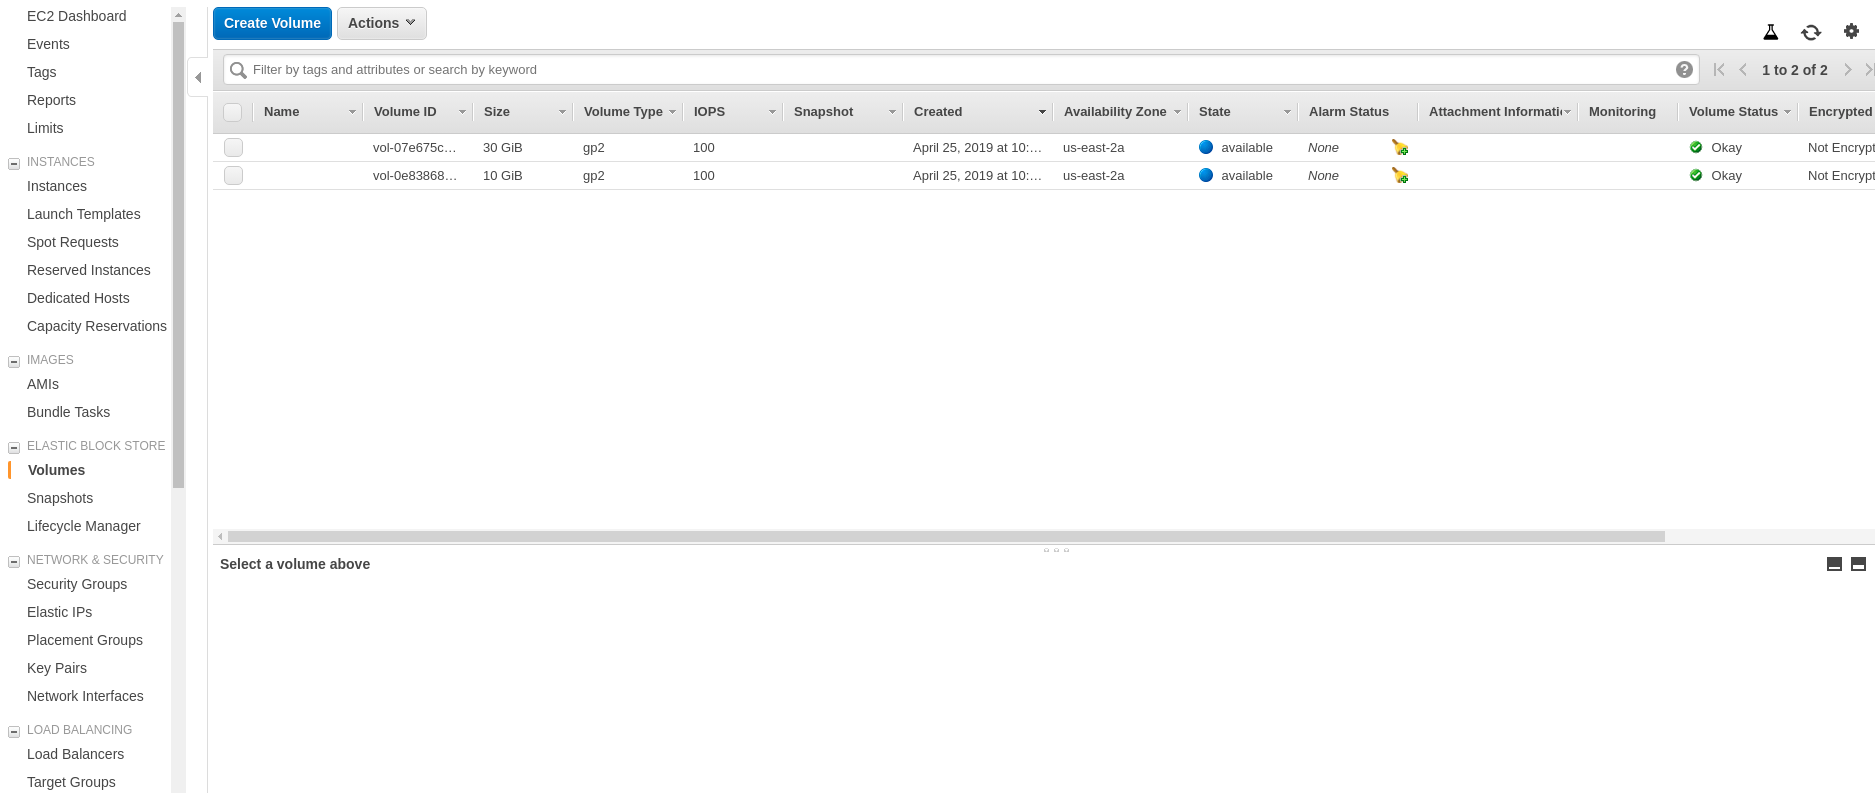 EC2 Dashboard
Events
Tags
Reports
Limits
INSTANCES
Instances
Launch Templates
Spot Requests
Reserved Instances
Dedicated Hosts
Capacity Reservations
IMAGES
AMIs
Bundle Tasks
ELASTIC BLOCK STORE
Volumes
Snapshots
Lifecycle Manager
NETWORK & SECURITY
Security Groups
Elastic IPs
Placement Groups
Key Pairs
Network Interfaces
LOAD BALANCING
Load Balancers
Target Groups
Create Volume Actions
Filter by tags and attributes or search by keyword 1 to 2 of 2
Name Volume ID Size Volume Type IOPS Snapshot Created Availability Zone State Alarm Status Attachment Informati Monitoring Volume Status Encrypted
vol-07e675c… 30 GiB gp2 100 April 25, 2019 at 10:… us-east-2a available None Okay Not Encrypt
vol-0e83868… 10 GiB gp2 100 April 25, 2019 at 10:… us-east-2a available None Okay Not Encrypt
Select a volume above